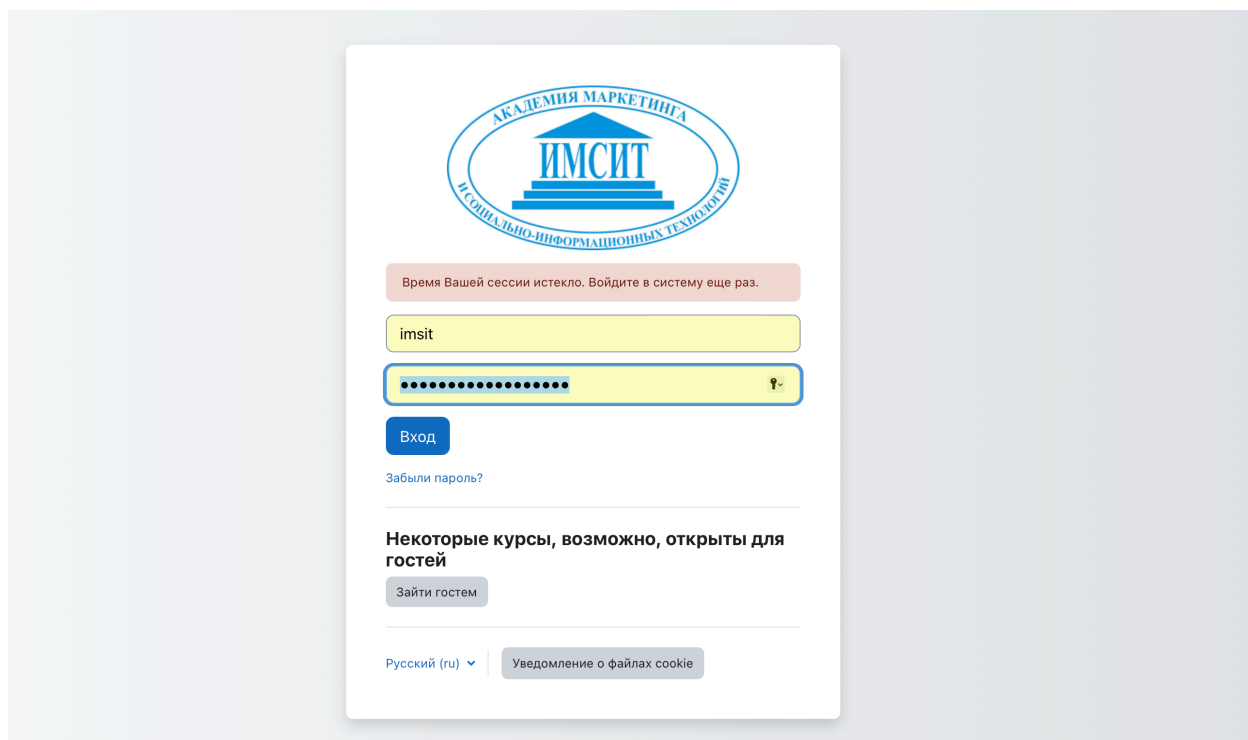 АКАДЕМИЯ МАРКЕТИНГА
ИМСИТ
И СОЦИАЛЬНО-ИНФОРМАЦИОННЫХ ТЕХНОЛОГИЙ
Время Вашей сессии истекло. Войдите в систему еще раз.
imsit
••••••••••••••••••
Вход
Забыли пароль?
Некоторые курсы, возможно, открыты для
гостей
Зайти гостем
Русский (ru)
Уведомление о файлах cookie